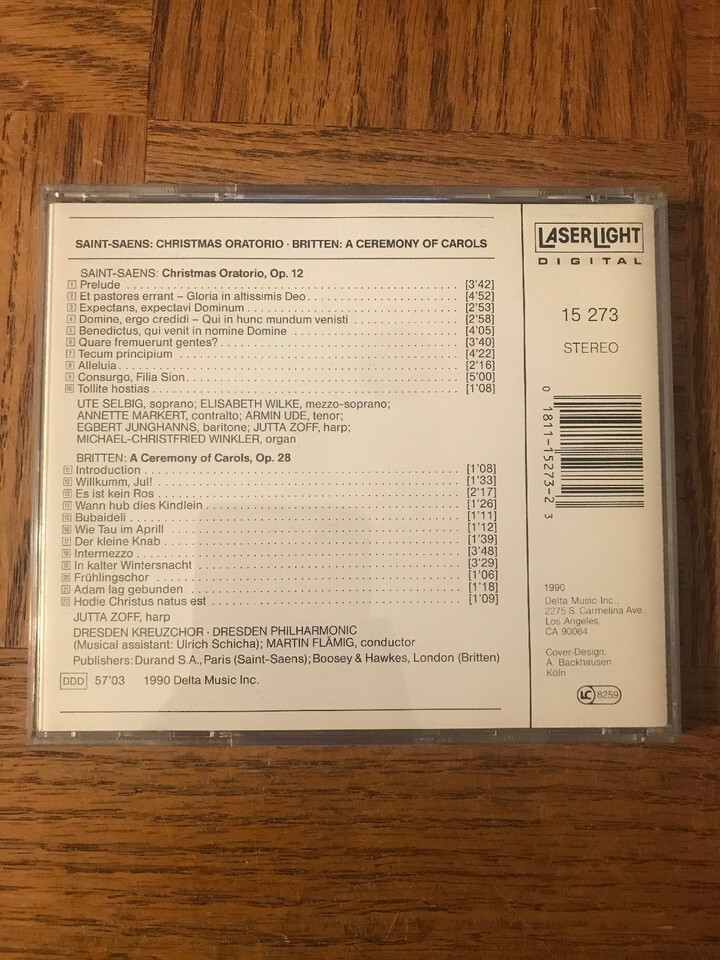 SAINT-SAENS: CHRISTMAS ORATORIO · BRITTEN: A CEREMONY OF CAROLS
SAINT-SAENS: Christmas Oratorio, Op. 12
1 Prelude [3'42]
2 Et pastores errant – Gloria in altissimis Deo [4'52]
3 Expectans, expectavi Dominum [2'53]
4 Domine, ergo credidi – Qui in hunc mundum venisti [2'58]
5 Benedictus, qui venit in nomine Domine [4'05]
6 Quare fremuerunt gentes? [3'40]
7 Tecum principium [4'22]
8 Alleluia [2'16]
9 Consurgo, Filia Sion [5'00]
10 Tollite hostias [1'08]
UTE SELBIG, soprano; ELISABETH WILKE, mezzo-soprano;
ANNETTE MARKERT, contralto; ARMIN UDE, tenor;
EGBERT JUNGHANNS, baritone; JUTTA ZOFF, harp;
MICHAEL-CHRISTFRIED WINKLER, organ
BRITTEN: A Ceremony of Carols, Op. 28
11 Introduction [1'08]
12 Willkumm, Jul! [1'33]
13 Es ist kein Ros [2'17]
14 Wann hub dies Kindlein [1'26]
15 Bubaideli [1'11]
16 Wie Tau im Aprill [1'12]
17 Der kleine Knab [1'39]
18 Intermezzo [3'48]
19 In kalter Wintersnacht [3'29]
20 Frühlingschor [1'06]
21 Adam lag gebunden [1'18]
22 Hodie Christus natus est [1'09]
JUTTA ZOFF, harp
DRESDEN KREUZCHOR · DRESDEN PHILHARMONIC
(Musical assistant: Ulrich Schicha); MARTIN FLÄMIG, conductor
Publishers: Durand S.A., Paris (Saint-Saens); Boosey & Hawkes, London (Britten)
DDD 57'03 1990 Delta Music Inc.
LASERLIGHT
DIGITAL
15 273
STEREO
0 1811-15273-2 3
1990
Delta Music Inc.,
2275 S. Carmelina Ave.,
Los Angeles,
CA 90064
Cover-Design:
A. Backhausen
Köln
LC 8259